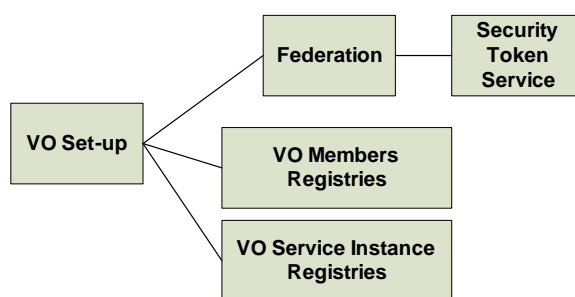 Federation
Security
Token
Service
VO Set-up
VO Members
Registries
VO Service Instance
Registries